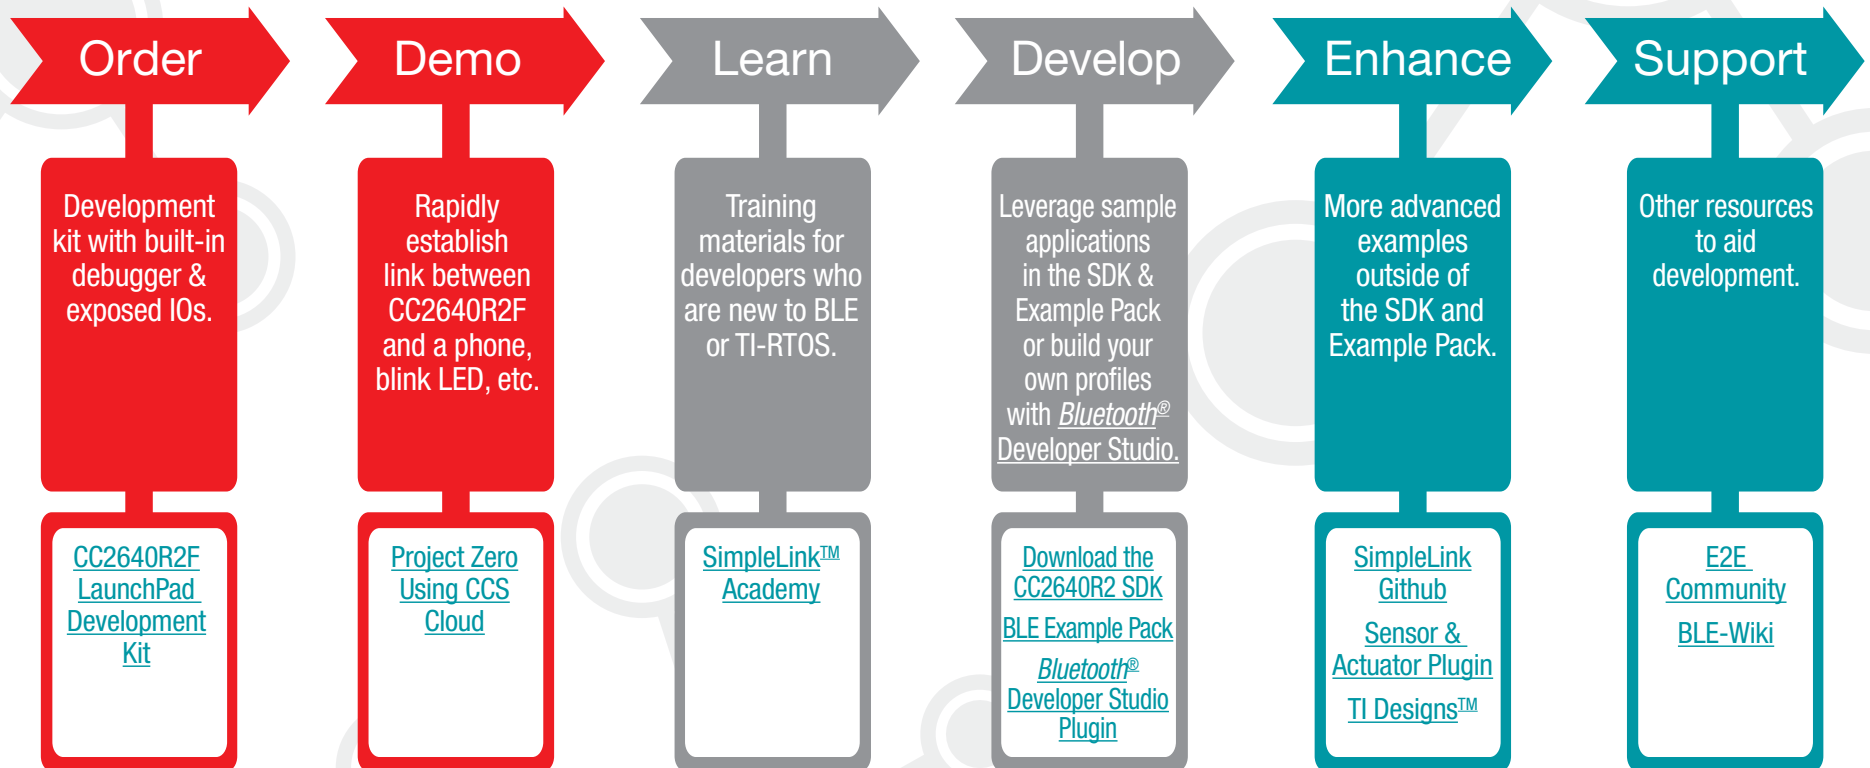 Order
Development
kit with built-in
debugger &
exposed IOs.
CC2640R2F
LaunchPad
Development
Kit
Demo
Rapidly
establish
link between
CC2640R2F
and a phone,
blink LED, etc.
Project Zero
Using CCS
Cloud
Learn
Training
materials for
developers who
are new to BLE
or TI-RTOS.
SimpleLink™
Academy
Develop
Leverage sample
applications
in the SDK &
Example Pack
or build your
own profiles
with Bluetooth®
Developer Studio.
Download the
CC2640R2 SDK
BLE Example Pack
Bluetooth®
Developer Studio
Plugin
Enhance
More advanced
examples
outside of
the SDK and
Example Pack.
SimpleLink
Github
Sensor &
Actuator Plugin
TI Designs™
Support
Other resources
to aid
development.
E2E
Community
BLE-Wiki